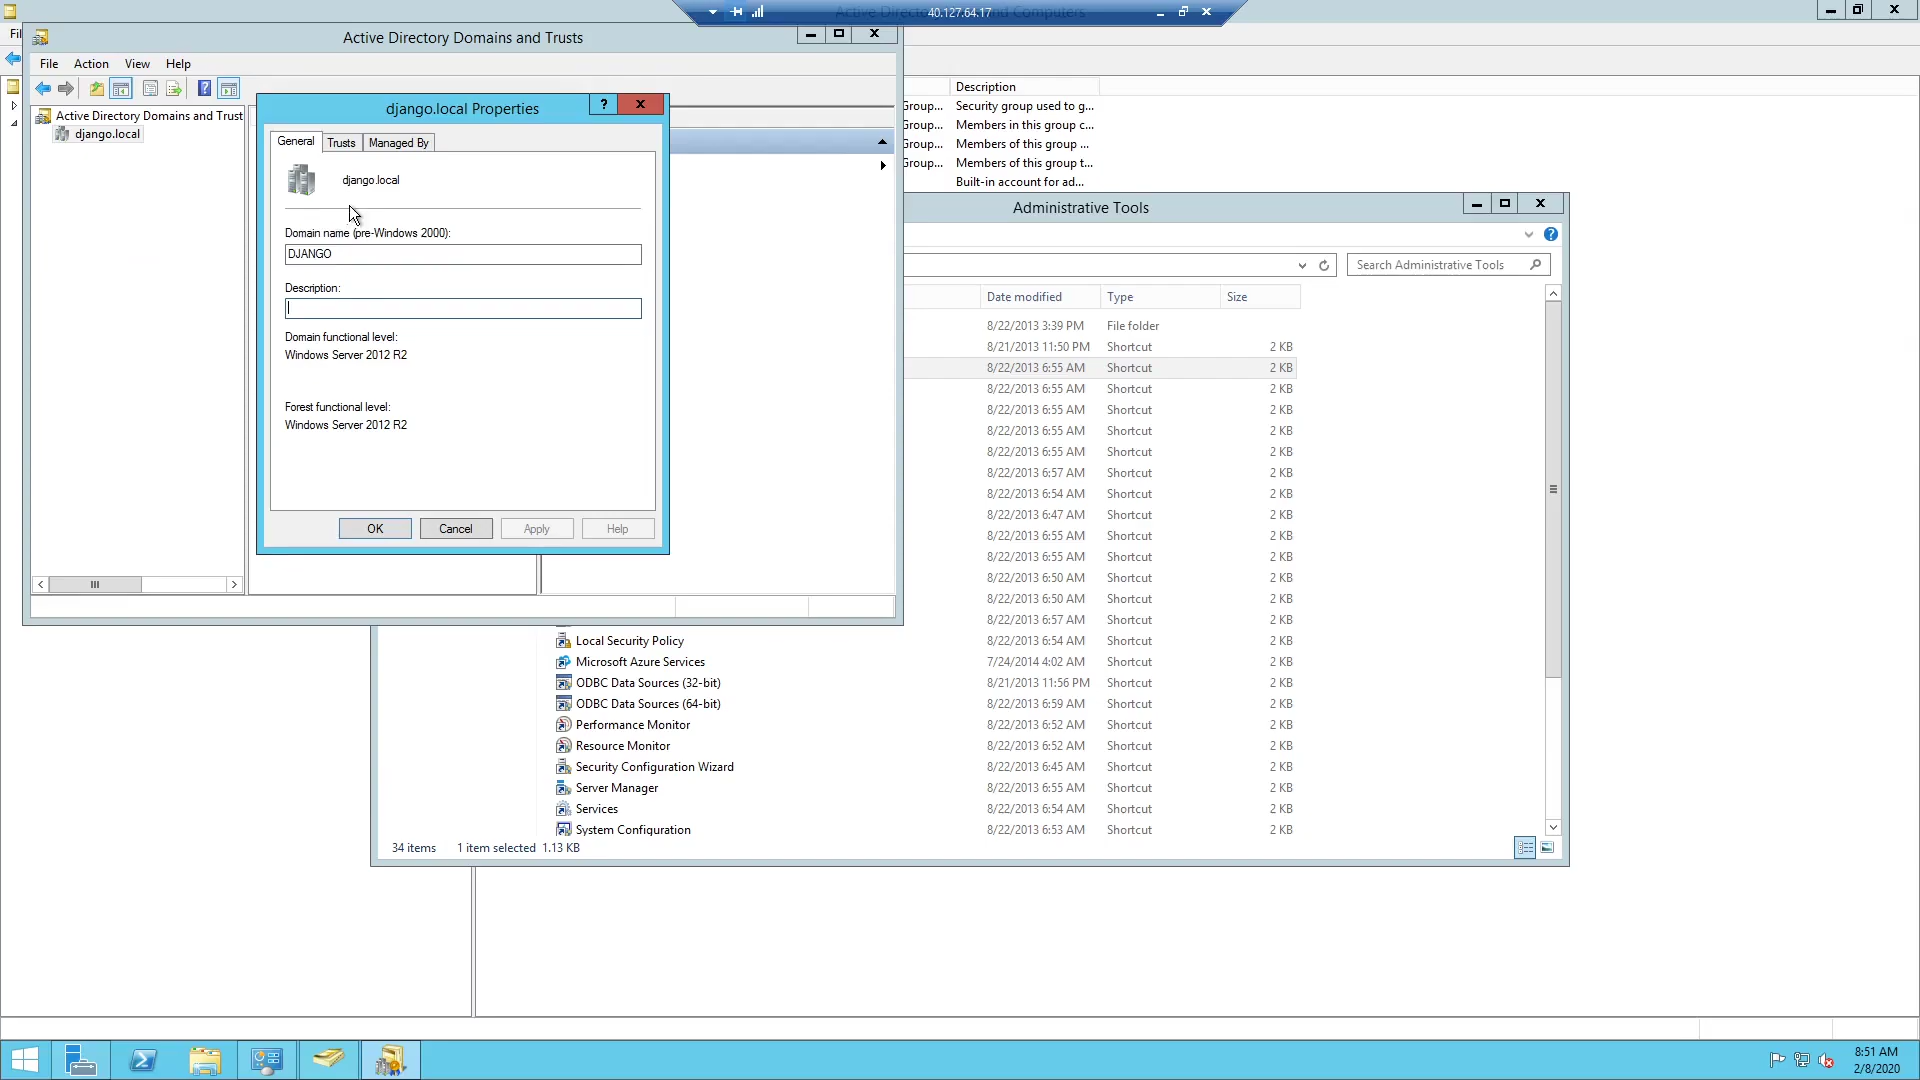 40.127.64.17
Active Directory Domains and Trusts
File
Action
View
Help
Active Directory Domains and Trust
django.local
django.local Properties
?
X
General
Trusts
Managed By
django.local
Domain name (pre-Windows 2000):
DJANGO
Description:
Domain functional level:
Windows Server 2012 R2
Forest functional level:
Windows Server 2012 R2
OK
Cancel
Apply
Help
Description
Group...
Security group used to g...
Group...
Members in this group c...
Group...
Members of this group ...
Group...
Members of this group t...
Built-in account for ad...
Administrative Tools
Search Administrative Tools
Date modified
Type
Size
8/22/2013 3:39 PM
File folder
8/21/2013 11:50 PM
Shortcut
2 KB
8/22/2013 6:55 AM
Shortcut
2 KB
8/22/2013 6:55 AM
Shortcut
2 KB
8/22/2013 6:55 AM
Shortcut
2 KB
8/22/2013 6:55 AM
Shortcut
2 KB
8/22/2013 6:55 AM
Shortcut
2 KB
8/22/2013 6:57 AM
Shortcut
2 KB
8/22/2013 6:54 AM
Shortcut
2 KB
8/22/2013 6:47 AM
Shortcut
2 KB
8/22/2013 6:55 AM
Shortcut
2 KB
8/22/2013 6:55 AM
Shortcut
2 KB
8/22/2013 6:50 AM
Shortcut
2 KB
8/22/2013 6:50 AM
Shortcut
2 KB
8/22/2013 6:57 AM
Shortcut
2 KB
Local Security Policy
8/22/2013 6:54 AM
Shortcut
2 KB
Microsoft Azure Services
7/24/2014 4:02 AM
Shortcut
2 KB
ODBC Data Sources (32-bit)
8/21/2013 11:56 PM
Shortcut
2 KB
ODBC Data Sources (64-bit)
8/22/2013 6:59 AM
Shortcut
2 KB
Performance Monitor
8/22/2013 6:52 AM
Shortcut
2 KB
Resource Monitor
8/22/2013 6:52 AM
Shortcut
2 KB
Security Configuration Wizard
8/22/2013 6:45 AM
Shortcut
2 KB
Server Manager
8/22/2013 6:55 AM
Shortcut
2 KB
Services
8/22/2013 6:54 AM
Shortcut
2 KB
System Configuration
8/22/2013 6:53 AM
Shortcut
2 KB
34 items
1 item selected 1.13 KB
8:51 AM
2/8/2020